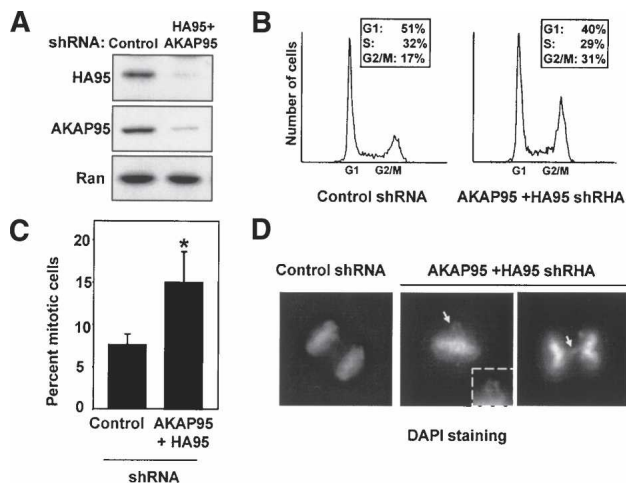 A
shRNA: Control HA95+
AKAP95
HA95
AKAP95
Ran
B
Number of cells
G1: 51%
S: 32%
G2/M: 17%
G1 G2/M
Control shRNA
G1: 40%
S: 29%
G2/M: 31%
G1 G2/M
AKAP95 +HA95 shRHA
C
Percent mitotic cells
20
15
10
5
0
*
Control AKAP95
+ HA95
shRNA
D
Control shRNA
AKAP95 +HA95 shRHA
DAPI staining